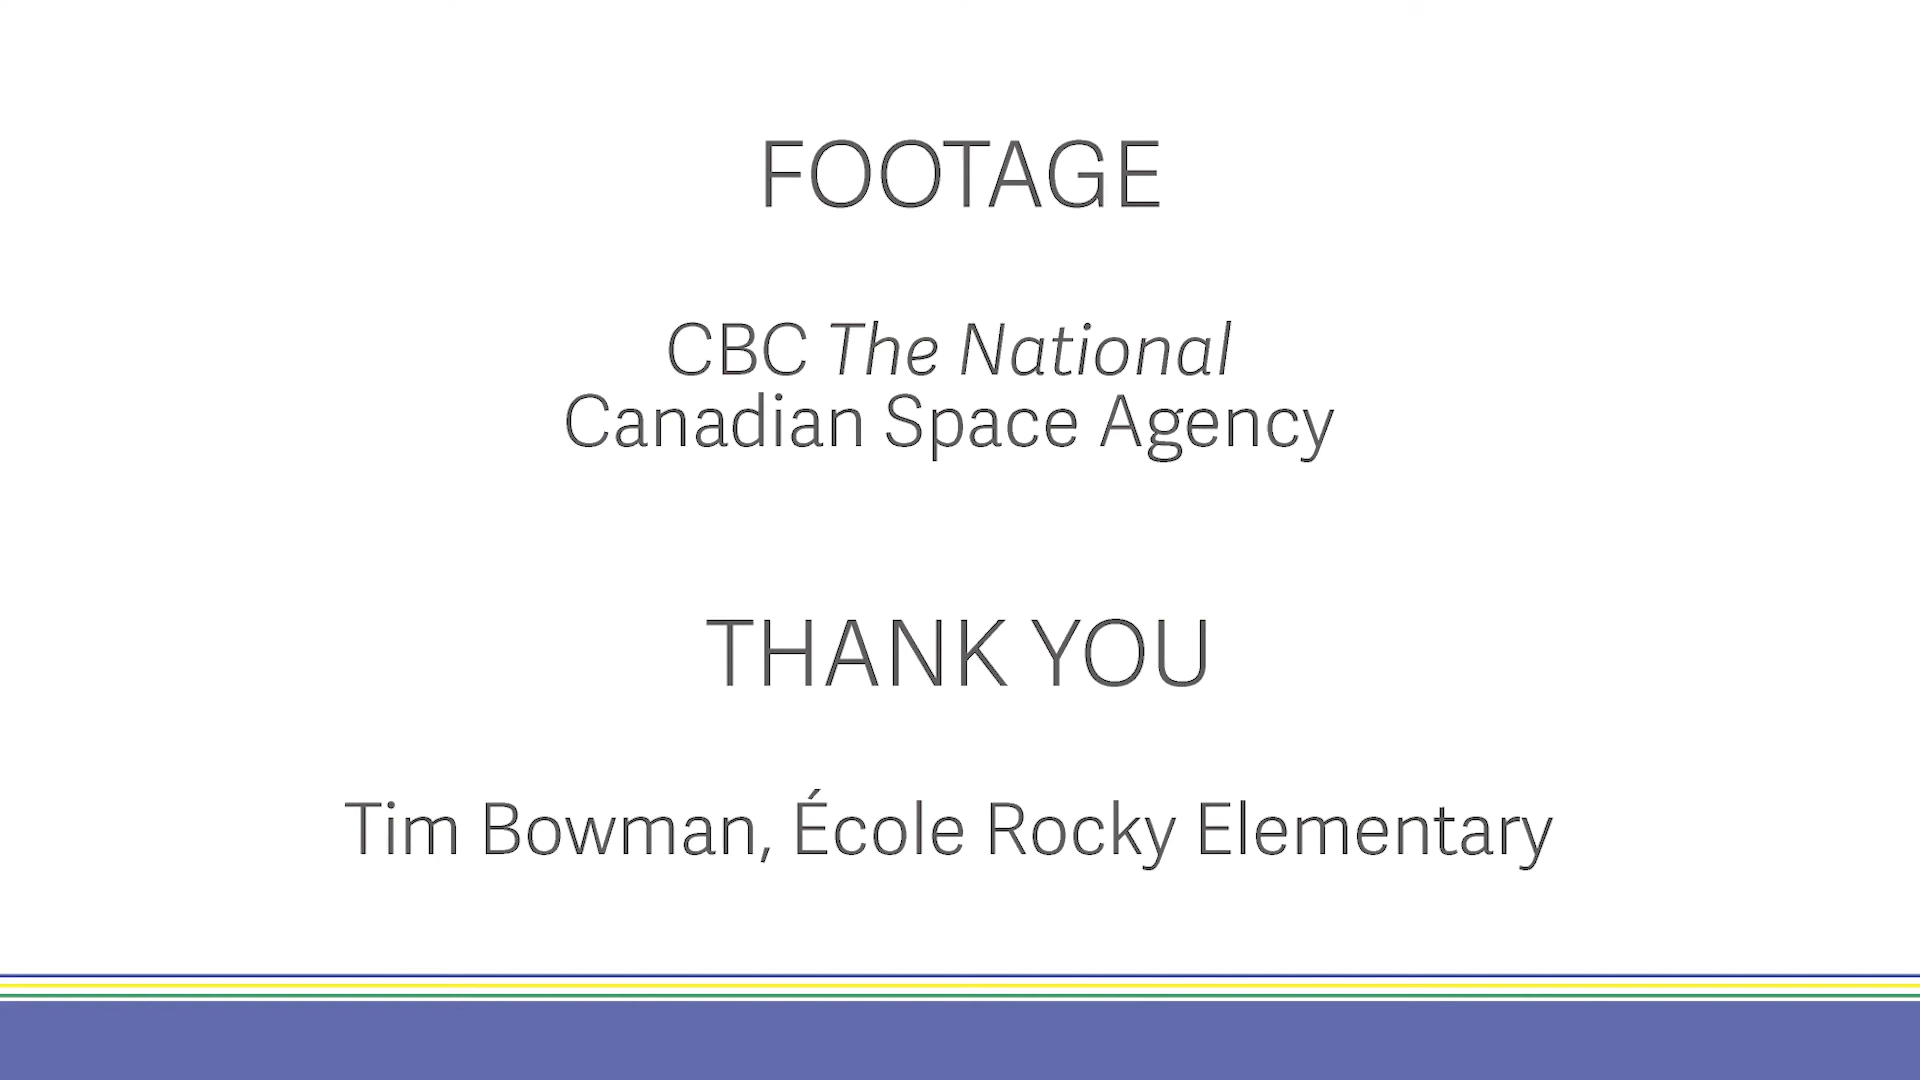 FOOTAGE
CBC The National
Canadian Space Agency
THANK YOU
Tim Bowman, École Rocky Elementary